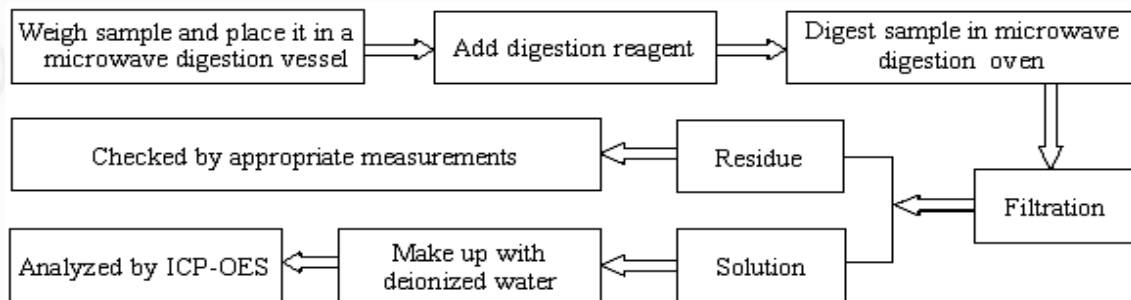 Weigh sample and place it in a
microwave digestion vessel
Add digestion reagent
Digest sample in microwave
digestion oven
Filtration
Residue
Checked by appropriate measurements
Solution
Make up with
deionized water
Analyzed by ICP-OES